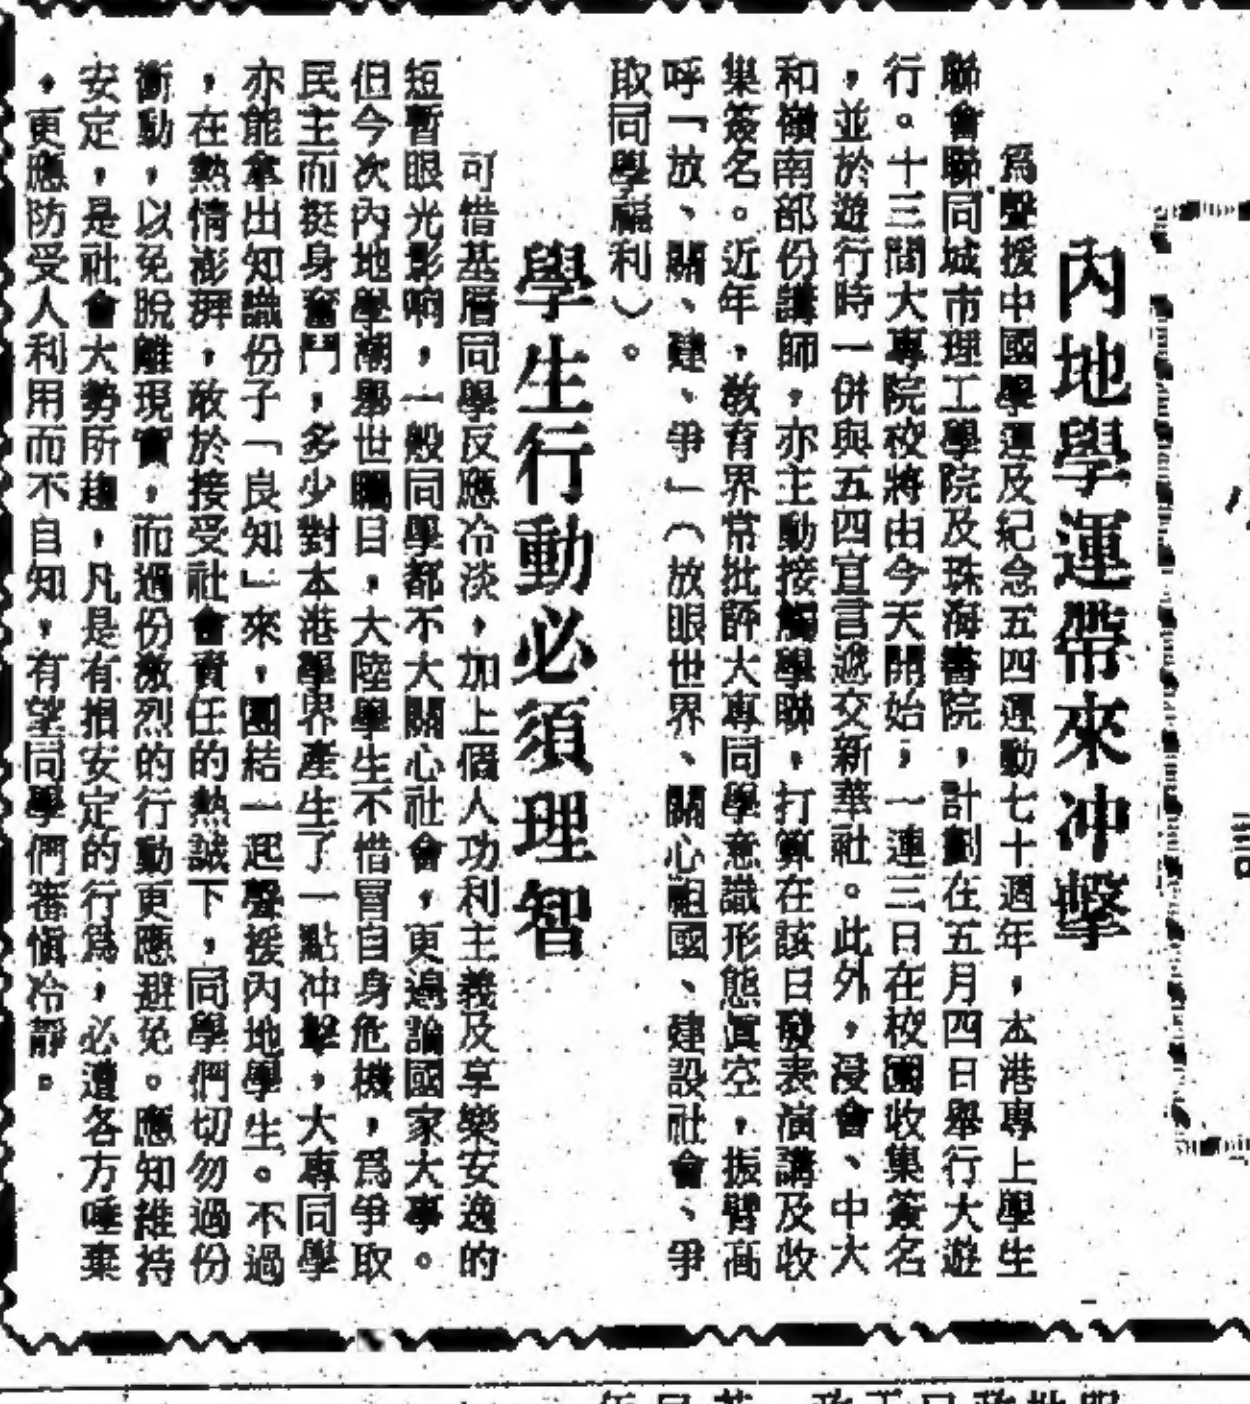 內地學運帶來冲擊
爲聲援中國學運及紀念五四運動七十週年，本港專上學生
聯會聯同城市理工學院及珠海書院，計劃在五月四日舉行大遊
行。十三間大專院校將由今天開始，一連三日在校園收集簽名
，並於遊行時一併與五四宣言遞交新華社。此外，浸會、中大
和嶺南部份講師，亦主動接觸學聯，打算在該日發表演講及收
集簽名。近年，教育界常批評大專同學意識形態眞空，振臂高
呼「放、關、建、爭」（放眼世界、關心祖國、建設社會、爭
取同學福利）。
學生行動必須理智
可惜基層同學反應冷淡，加上個人功利主義及享樂安逸的
短暫眼光影响，一般同學都不大關心社會，更遑論國家大事。
但今次內地學潮舉世矚目，大陸學生不惜冒自身危機，爲爭取
民主而挺身奮鬥，多少對本港學界產生了一點冲擊，大專同學
亦能拿出知識份子「良知」來，團結一起聲援內地學生。不過
，在熱情澎湃，敢於接受社會責任的熱誠下，同學們切勿過份
衝動，以免脫離現實，而過份激烈的行動更應避免。應知維持
安定，是社會大勢所趨，凡是有損安定的行爲，必遭各方唾棄
，更應防受人利用而不自知，有望同學們審愼冷靜。